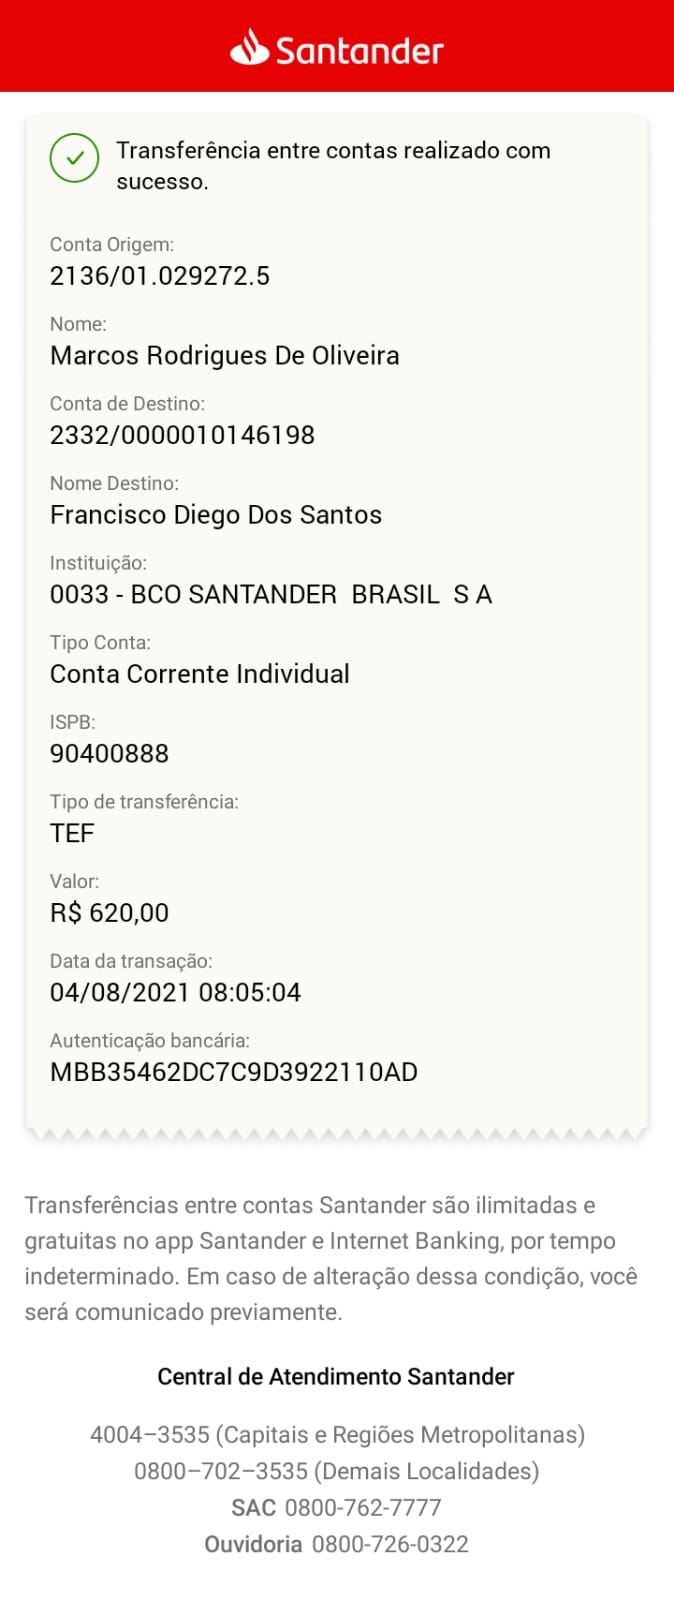 Santander
Transferência entre contas realizado com
sucesso.
Conta Origem:
2136/01.029272.5
Nome:
Marcos Rodrigues De Oliveira
Conta de Destino:
2332/0000010146198
Nome Destino:
Francisco Diego Dos Santos
Instituição:
0033 - BCO SANTANDER  BRASIL  S A
Tipo Conta:
Conta Corrente Individual
ISPB:
90400888
Tipo de transferência:
TEF
Valor:
R$ 620,00
Data da transação:
04/08/2021 08:05:04
Autenticação bancária:
MBB35462DC7C9D3922110AD
Transferências entre contas Santander são ilimitadas e
gratuitas no app Santander e Internet Banking, por tempo
indeterminado. Em caso de alteração dessa condição, você
será comunicado previamente.
Central de Atendimento Santander
4004–3535 (Capitais e Regiões Metropolitanas)
0800–702–3535 (Demais Localidades)
SAC 0800-762-7777
Ouvidoria 0800-726-0322